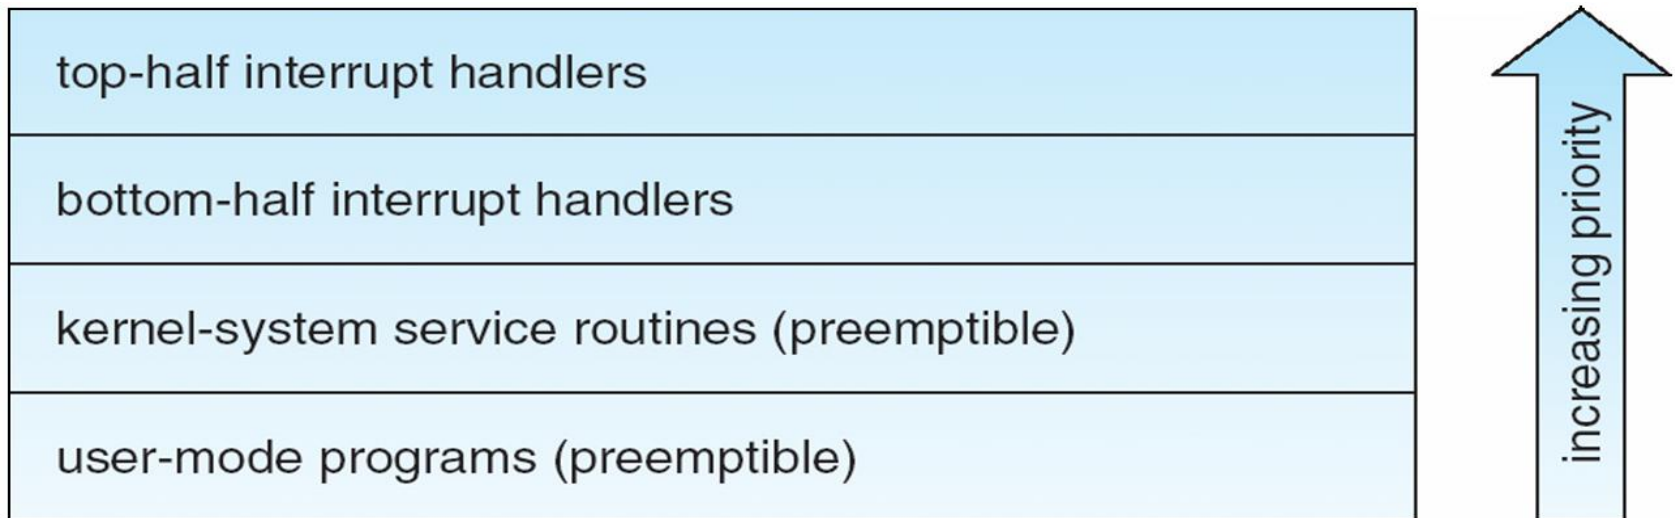 top-half interrupt handlers
bottom-half interrupt handlers
kernel-system service routines (preemptible)
user-mode programs (preemptible)
increasing priority